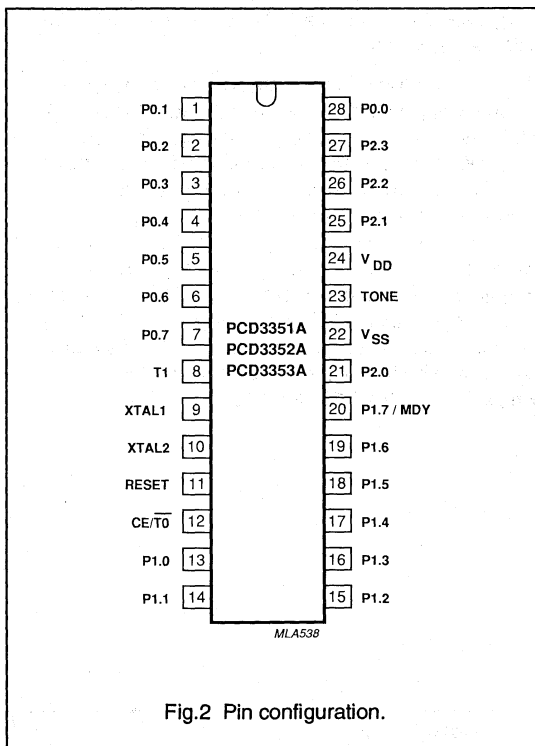 P0.1 1 28 P0.0
P0.2 2 27 P2.3
P0.3 3 26 P2.2
P0.4 4 25 P2.1
P0.5 5 24 VDD
P0.6 6 23 TONE
PCD3351A
P0.7 7 PCD3352A 22 VSS
T1 8 PCD3353A 21 P2.0
XTAL1 9 20 P1.7 / MDY
XTAL2 10 19 P1.6
RESET 11 18 P1.5
CE/T0 12 17 P1.4
P1.0 13 16 P1.3
P1.1 14 15 P1.2
MLA538
Fig.2 Pin configuration.